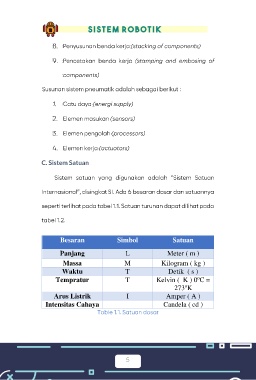 SISTEM ROBOTIK
8. Penyusunan benda kerja (stacking of components)
9. Pencetakan benda kerja (stamping and embosing of
components)
Susunan sistem pneumatik adalah sebagai berikut :
1. Catu daya (energi supply)
2. Elemen masukan (sensors)
3. Elemen pengolah (processors)
4. Elemen kerja (actuators)
C. Sistem Satuan
Sistem satuan yang digunakan adalah "Sistem Satuan
Internasional", disingkat SI. Ada 6 besaran dasar dan satuannya
seperti terlihat pada tabel 1.1. Satuan turunan dapat dilihat pada
tabel 1.2.
Besaran Simbol Satuan
Panjang L Meter ( m )
Massa M Kilogram ( kg )
Waktu T Detik ( s )
Tempratur T Kelvin ( K ) 0°C =
273°K
Arus Listrik I Amper ( A )
Intensitas Cahaya Candela ( cd )
Table 1.1. Satuan dasar
5